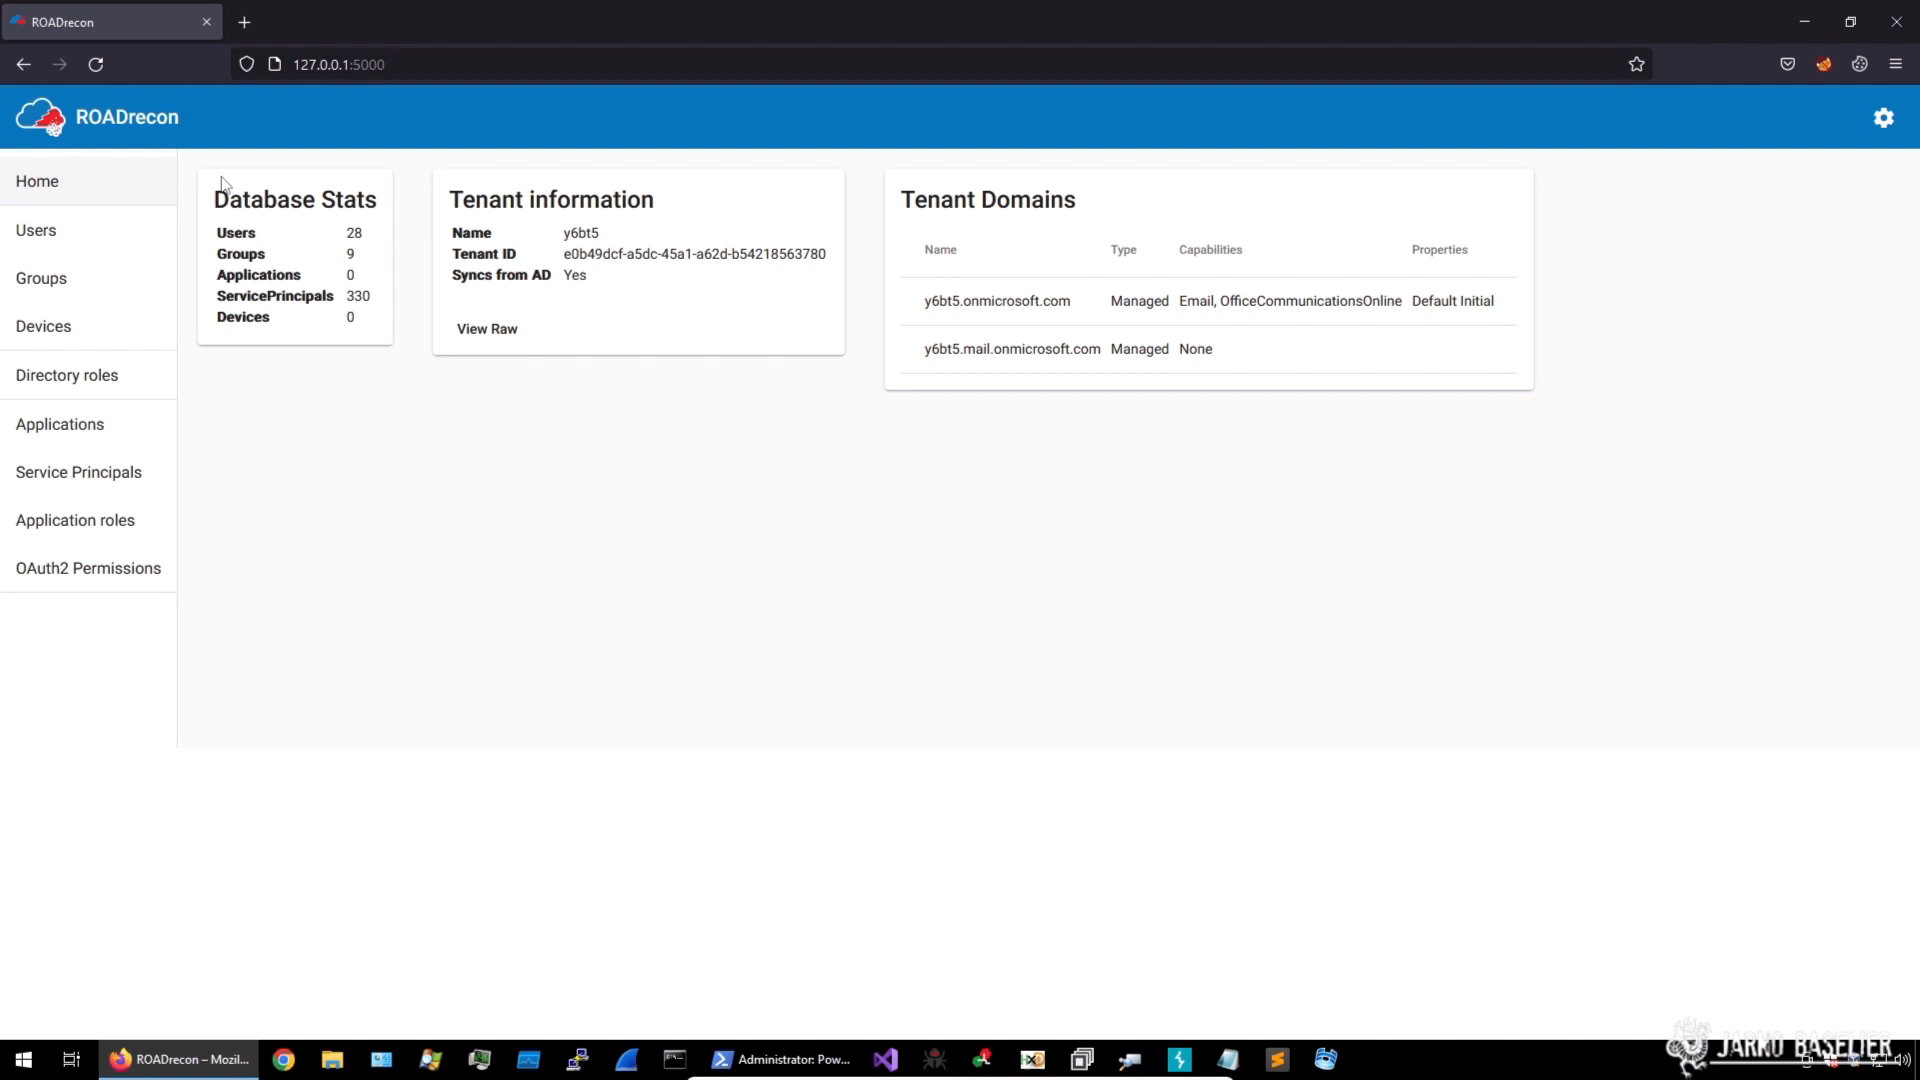 ROADrecon
127.0.0.1:5000
ROADrecon
Home
Users
Groups
Devices
Directory roles
Applications
Service Principals
Application roles
OAuth2 Permissions
Database Stats
Users 28
Groups 9
Applications 0
ServicePrincipals 330
Devices 0
Tenant information
Name y6bt5
Tenant ID e0b49dcf-a5dc-45a1-a62d-b54218563780
Syncs from AD Yes
View Raw
Tenant Domains
Name Type Capabilities Properties
y6bt5.onmicrosoft.com Managed Email, OfficeCommunicationsOnline Default Initial
y6bt5.mail.onmicrosoft.com Managed None
ROADrecon – Mozil...
Administrator: Pow...
JARNO BASELIER